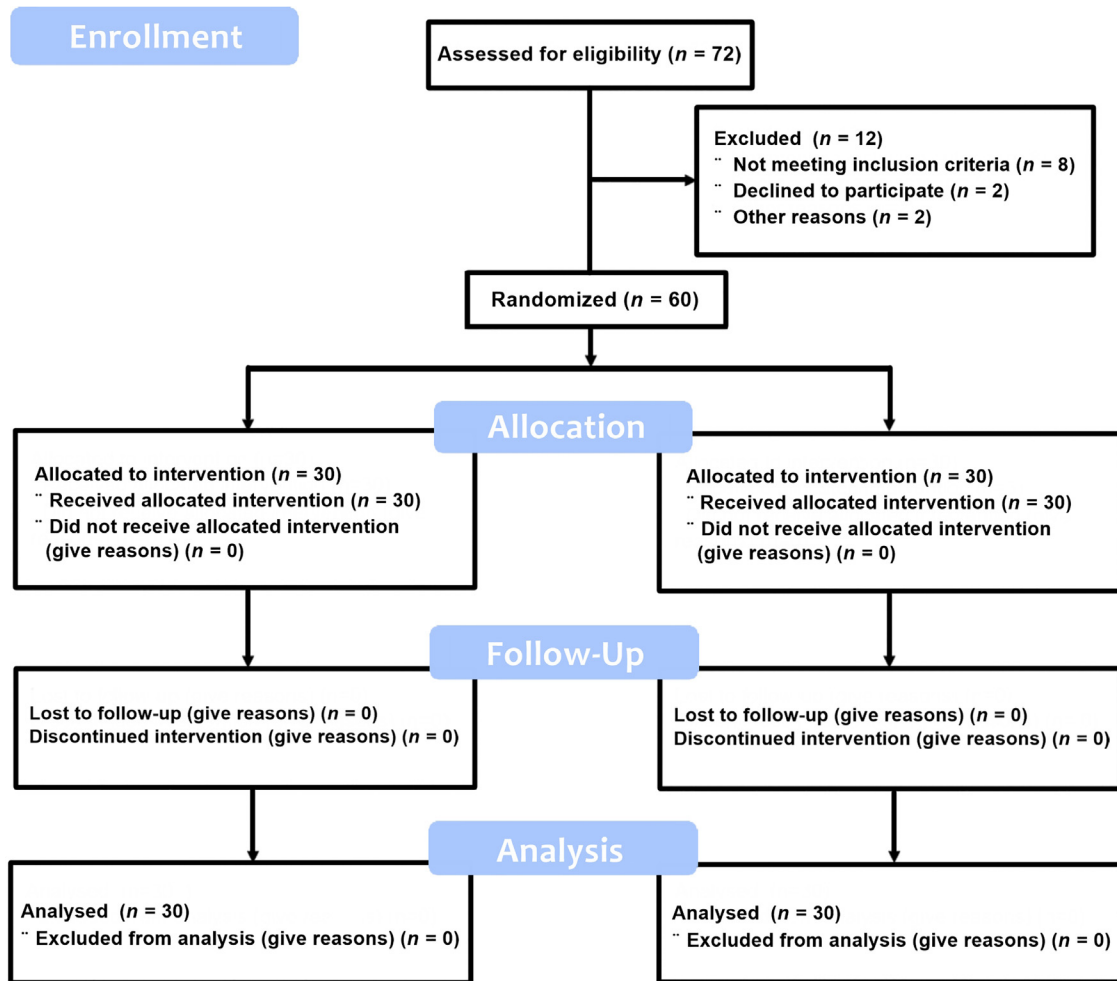 Enrollment
Assessed for eligibility (n = 72)
Excluded (n = 12)
¨ Not meeting inclusion criteria (n = 8)
¨ Declined to participate (n = 2)
¨ Other reasons (n = 2)
Randomized (n = 60)
Allocation
Allocated to intervention (n = 30)
¨ Received allocated intervention (n = 30)
¨ Did not receive allocated intervention
(give reasons) (n = 0)
Allocated to intervention (n = 30)
¨ Received allocated intervention (n = 30)
¨ Did not receive allocated intervention
(give reasons) (n = 0)
Follow-Up
Lost to follow-up (give reasons) (n = 0)
Discontinued intervention (give reasons) (n = 0)
Lost to follow-up (give reasons) (n = 0)
Discontinued intervention (give reasons) (n = 0)
Analysis
Analysed (n = 30)
¨ Excluded from analysis (give reasons) (n = 0)
Analysed (n = 30)
¨ Excluded from analysis (give reasons) (n = 0)